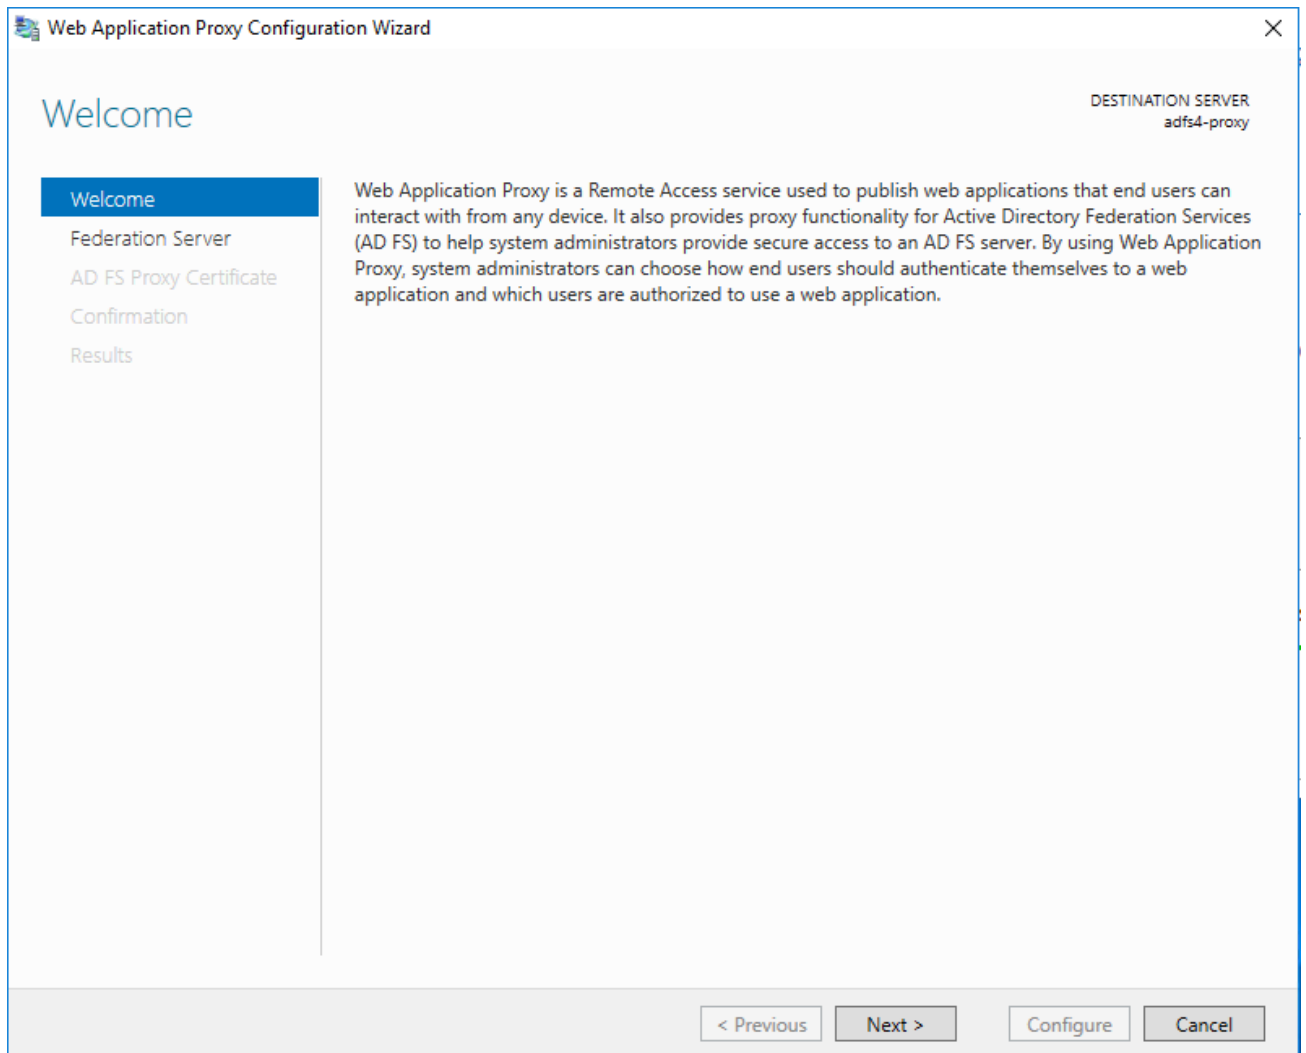 Web Application Proxy Configuration Wizard
Welcome
DESTINATION SERVER
adfs4-proxy
Welcome
Federation Server
AD FS Proxy Certificate
Confirmation
Results
Web Application Proxy is a Remote Access service used to publish web applications that end users can
interact with from any device. It also provides proxy functionality for Active Directory Federation Services
(AD FS) to help system administrators provide secure access to an AD FS server. By using Web Application
Proxy, system administrators can choose how end users should authenticate themselves to a web
application and which users are authorized to use a web application.
< Previous
Next >
Configure
Cancel